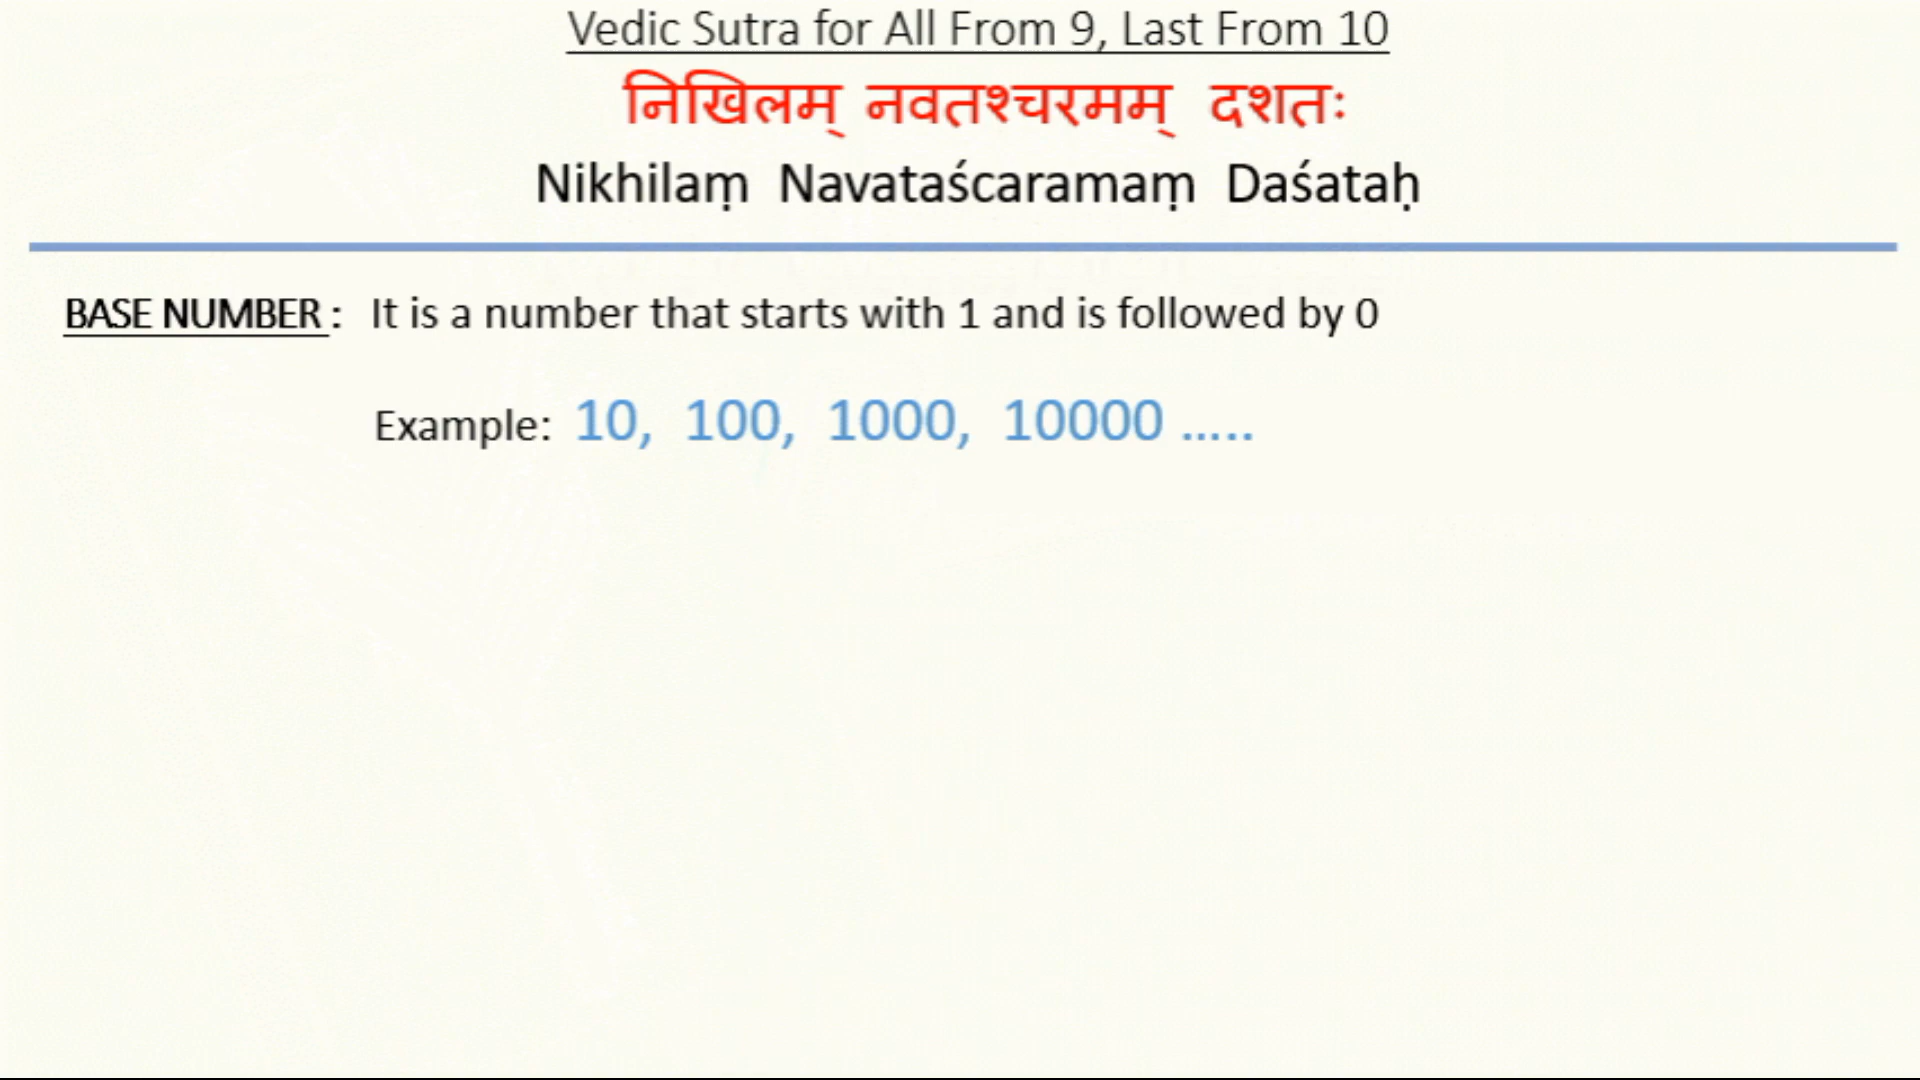 Vedic Sutra for All From 9, Last From 10
निखिलम् नवतश्चरमम् दशतः
Nikhilaṃ Navataścaramaṃ Daśataḥ
BASE NUMBER : It is a number that starts with 1 and is followed by 0
Example: 10, 100, 1000, 10000 .....